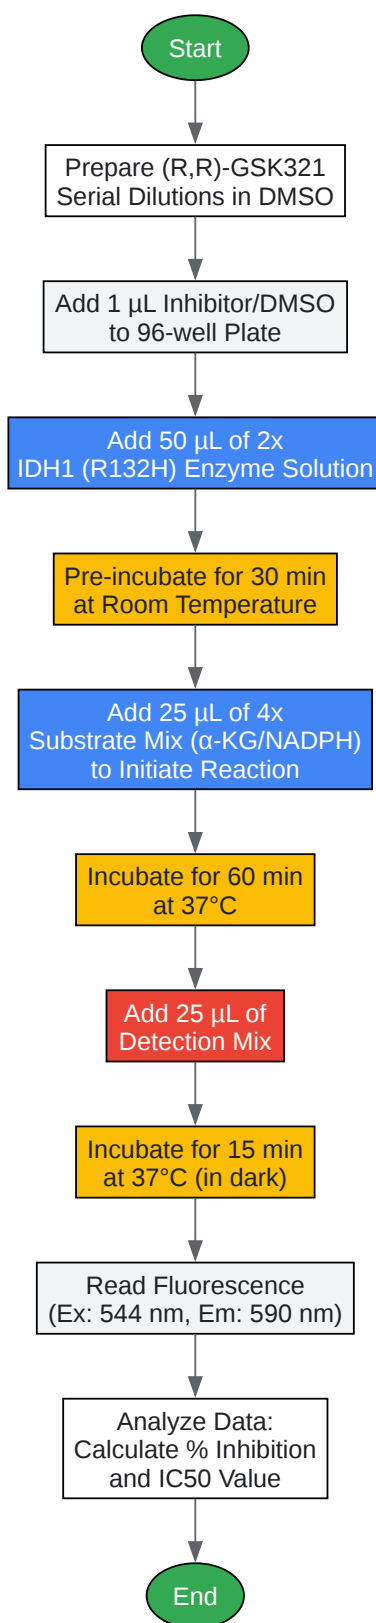 Start
Prepare (R,R)-GSK321
Serial Dilutions in DMSO
Add 1 µL Inhibitor/DMSO
to 96-well Plate
Add 50 µL of 2x
IDH1 (R132H) Enzyme Solution
Pre-incubate for 30 min
at Room Temperature
Add 25 µL of 4x
Substrate Mix (α-KG/NADPH)
to Initiate Reaction
Incubate for 60 min
at 37°C
Add 25 µL of
Detection Mix
Incubate for 15 min
at 37°C (in dark)
Read Fluorescence
(Ex: 544 nm, Em: 590 nm)
Analyze Data:
Calculate % Inhibition
and IC50 Value
End